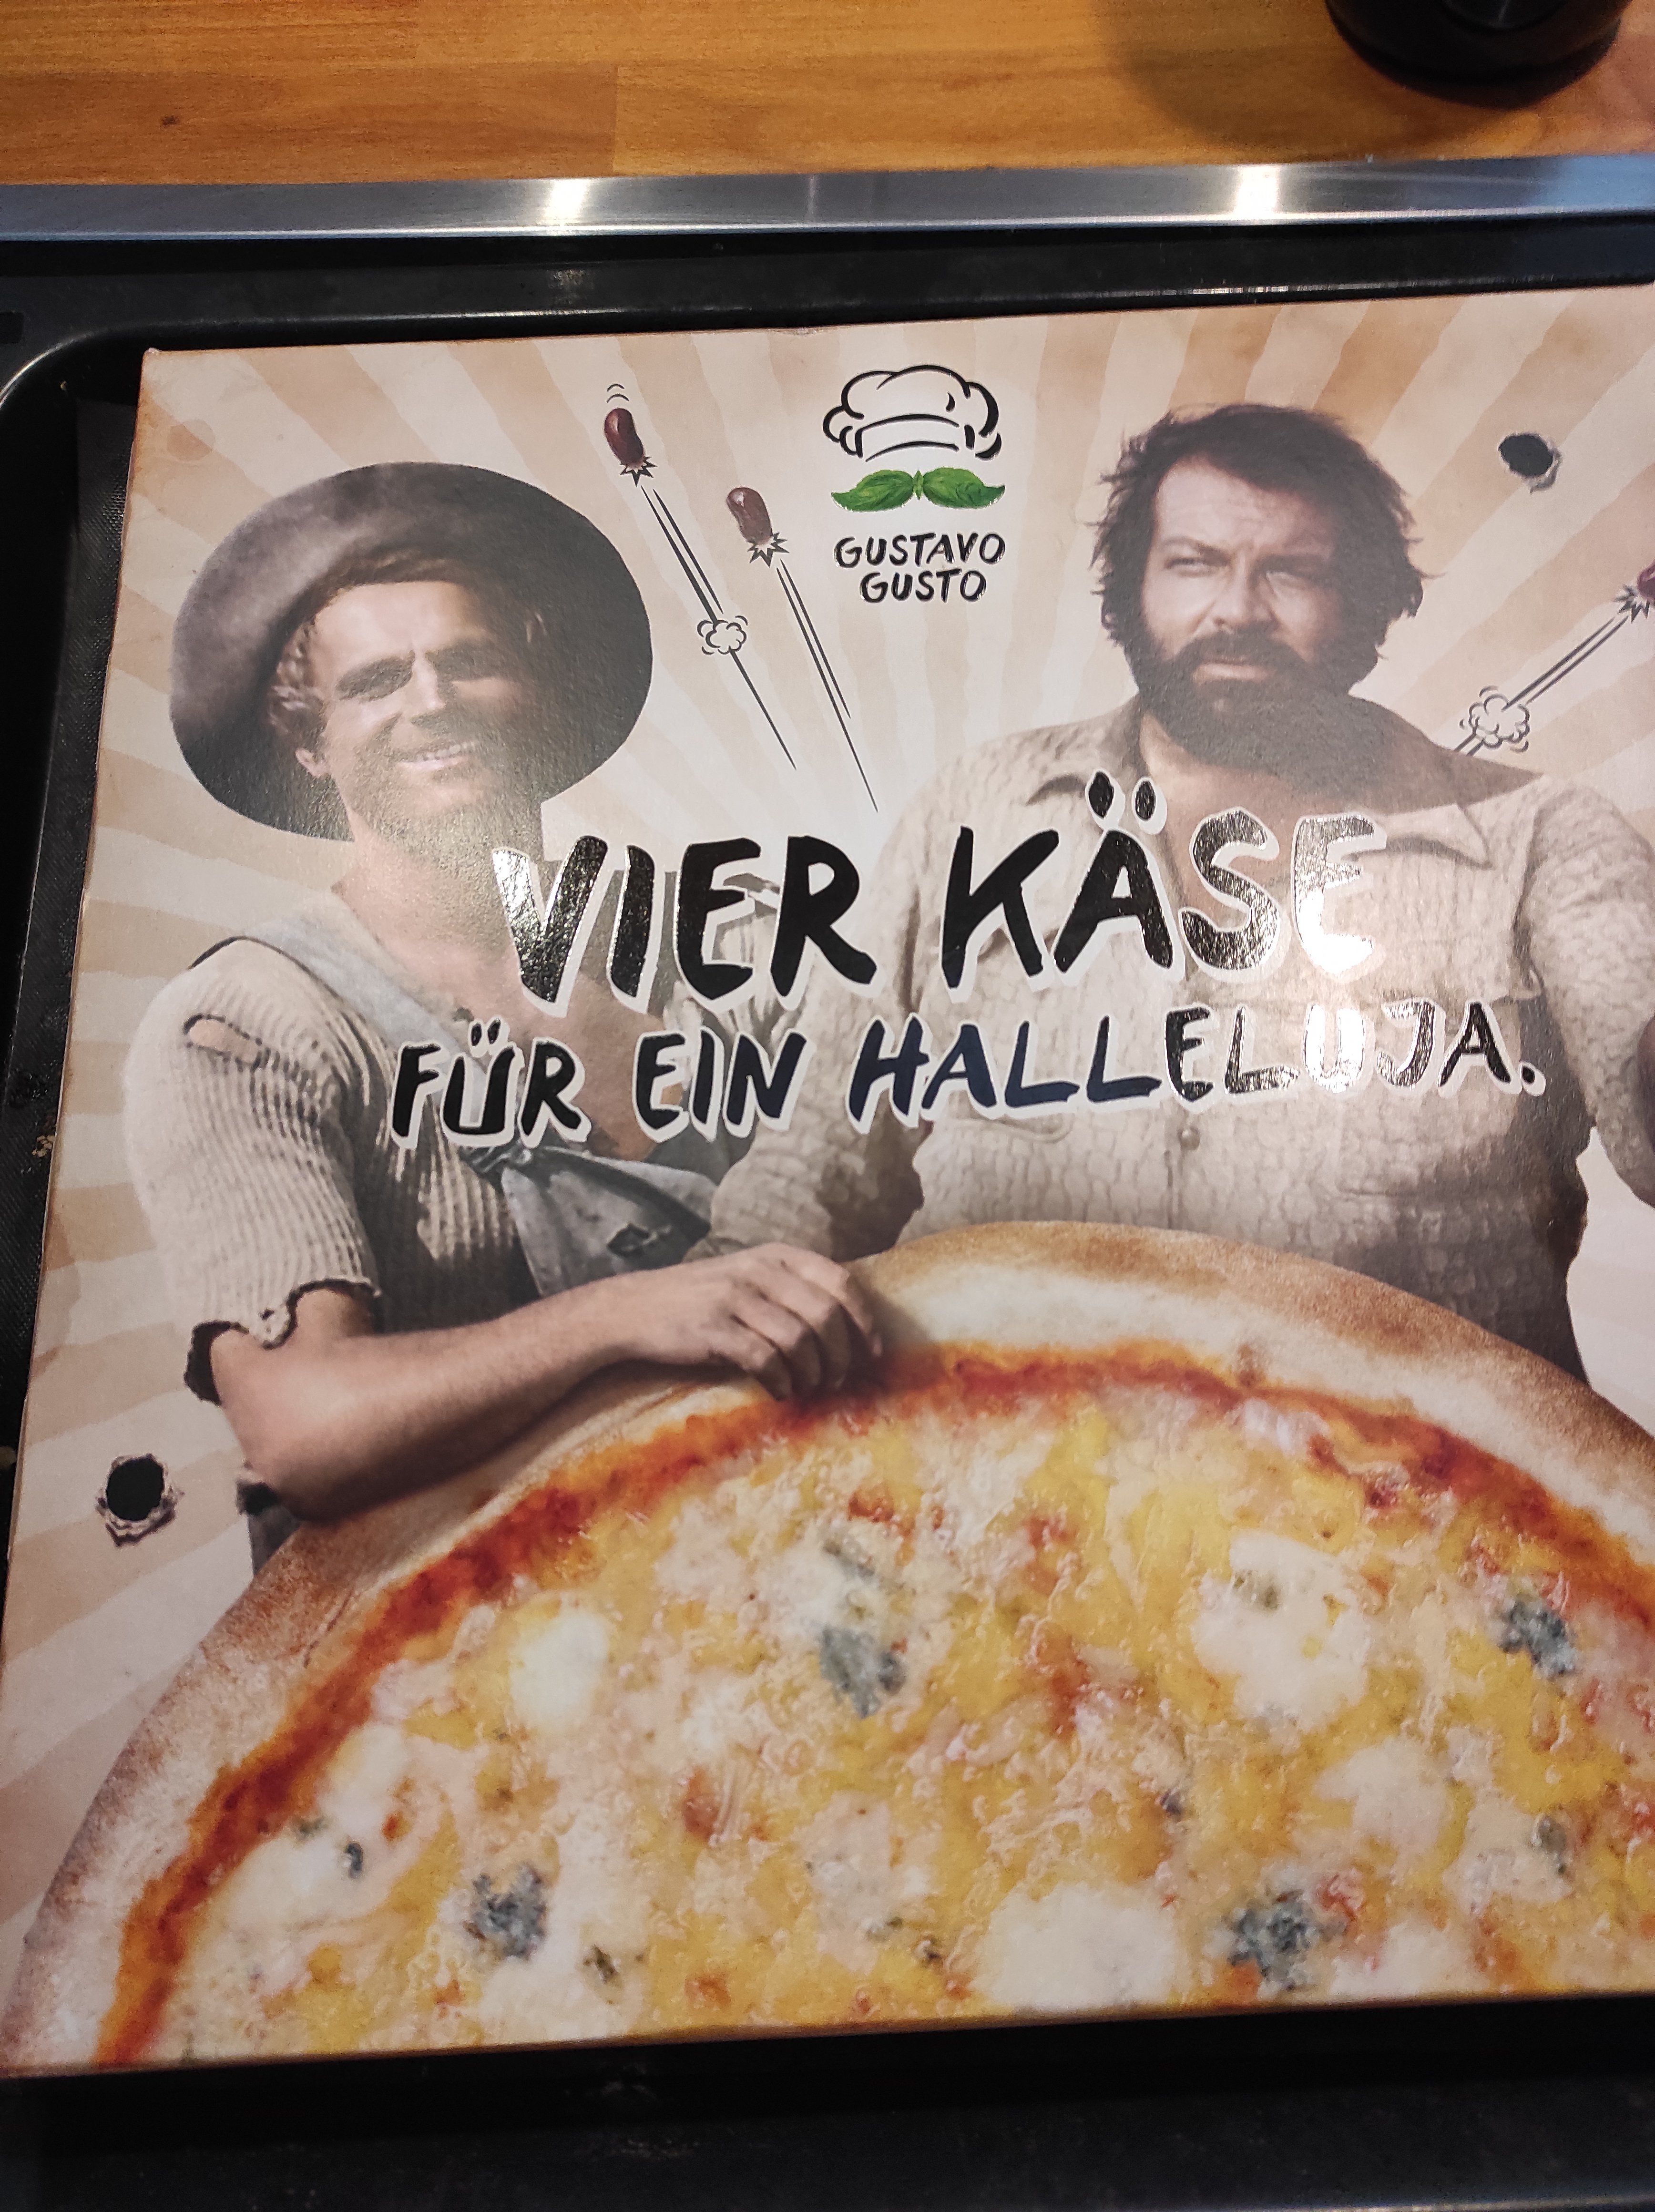 GUSTAVO
GUSTO
VIER KÄSE
FÜR EIN HALLELUJA.